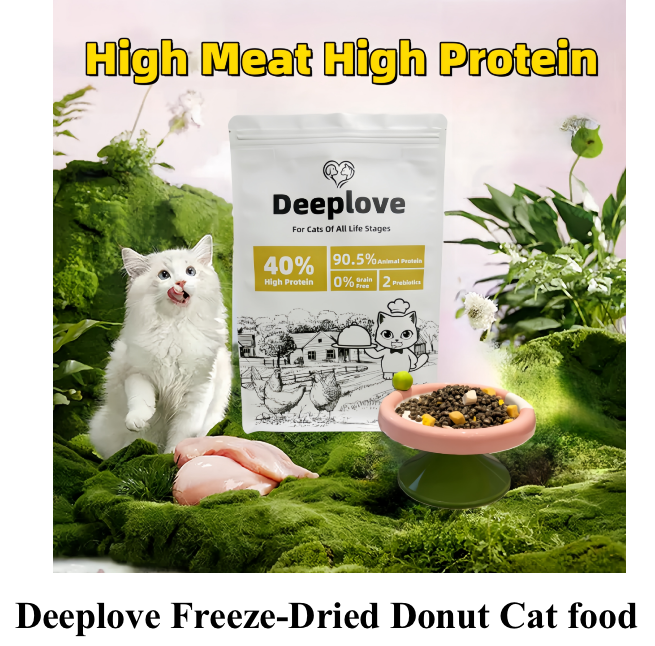 High Meat High Protein
Deeplove
For Cats Of All Life Stages
40%
High Protein
90.5% Animal Protein
0% Grain
Free
2 Prebiotics
Deeplove Freeze-Dried Donut Cat food